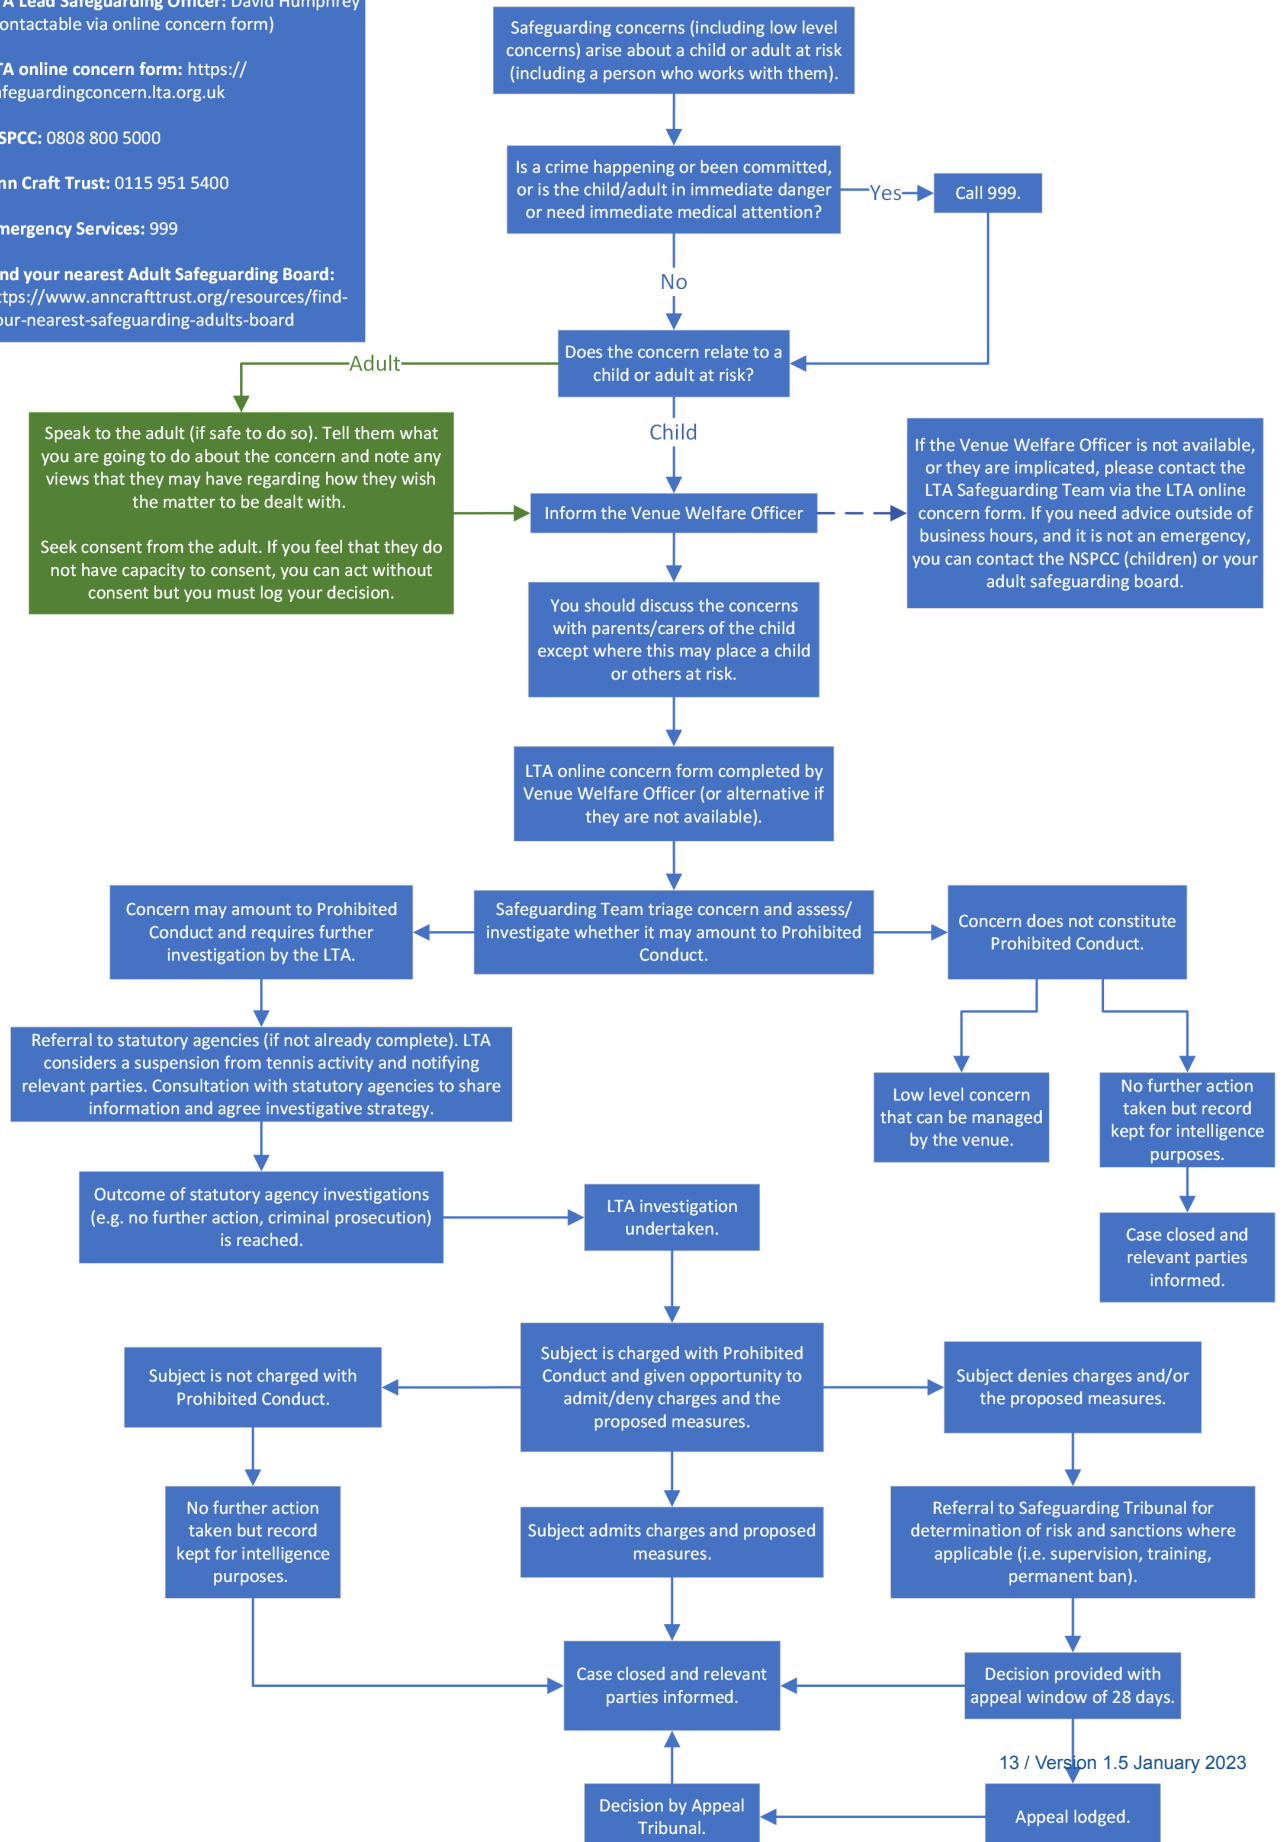 A Lead Safeguarding Officer: David Humphrey
ontactable via online concern form)
TA online concern form: https://
afeguardingconcern.lta.org.uk
SPCC: 0808 800 5000
nn Craft Trust: 0115 951 5400
mergency Services: 999
nd your nearest Adult Safeguarding Board:
ttps://www.anncrafttrust.org/resources/find-
our-nearest-safeguarding-adults-board
Safeguarding concerns (including low level
concerns) arise about a child or adult at risk
(including a person who works with them).
Is a crime happening or been committed,
or is the child/adult in immediate danger
or need immediate medical attention?
Yes
Call 999.
No
Does the concern relate to a
child or adult at risk?
Adult
Child
Speak to the adult (if safe to do so). Tell them what
you are going to do about the concern and note any
views that they may have regarding how they wish
the matter to be dealt with.
Seek consent from the adult. If you feel that they do
not have capacity to consent, you can act without
consent but you must log your decision.
Inform the Venue Welfare Officer
If the Venue Welfare Officer is not available,
or they are implicated, please contact the
LTA Safeguarding Team via the LTA online
concern form. If you need advice outside of
business hours, and it is not an emergency,
you can contact the NSPCC (children) or your
adult safeguarding board.
You should discuss the concerns
with parents/carers of the child
except where this may place a child
or others at risk.
LTA online concern form completed by
Venue Welfare Officer (or alternative if
they are not available).
Concern may amount to Prohibited
Conduct and requires further
investigation by the LTA.
Safeguarding Team triage concern and assess/
investigate whether it may amount to Prohibited
Conduct.
Concern does not constitute
Prohibited Conduct.
Referral to statutory agencies (if not already complete). LTA
considers a suspension from tennis activity and notifying
relevant parties. Consultation with statutory agencies to share
information and agree investigative strategy.
Low level concern
that can be managed
by the venue.
No further action
taken but record
kept for intelligence
purposes.
Outcome of statutory agency investigations
(e.g. no further action, criminal prosecution)
is reached.
LTA investigation
undertaken.
Case closed and
relevant parties
informed.
Subject is not charged with
Prohibited Conduct.
Subject is charged with Prohibited
Conduct and given opportunity to
admit/deny charges and the
proposed measures.
Subject denies charges and/or
the proposed measures.
No further action
taken but record
kept for intelligence
purposes.
Subject admits charges and proposed
measures.
Referral to Safeguarding Tribunal for
determination of risk and sanctions where
applicable (i.e. supervision, training,
permanent ban).
Case closed and relevant
parties informed.
Decision provided with
appeal window of 28 days.
13 / Version 1.5 January 2023
Decision by Appeal
Tribunal.
Appeal lodged.